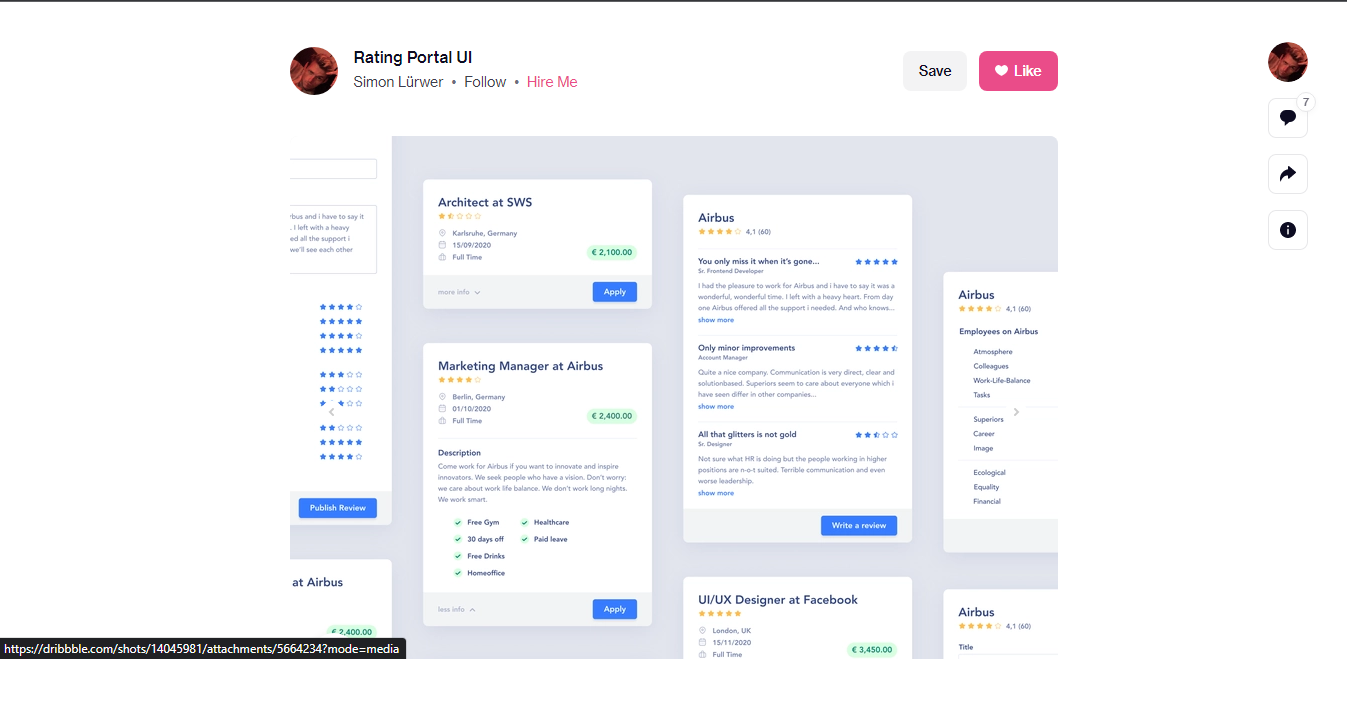 Rating Portal UI
Simon Lürwer • Follow • Hire Me
Save
Like
7
bus and i have to say it
. I left with a heavy
ed all the support i
we'll see each other
Publish Review
at Airbus
€ 2,400.00
Architect at SWS
Karlsruhe, Germany
15/09/2020
Full Time
€ 2,100.00
more info
Apply
Marketing Manager at Airbus
Berlin, Germany
01/10/2020
Full Time
€ 2,400.00
Description
Come work for Airbus if you want to innovate and inspire
innovators. We seek people who have a vision. Don't worry:
we care about work life balance. We don't work long nights.
We work smart.
Free Gym
Healthcare
30 days off
Paid leave
Free Drinks
Homeoffice
less info
Apply
Airbus
4,1 (60)
You only miss it when it's gone...
Sr. Frontend Developer
I had the pleasure to work for Airbus and i have to say it was a
wonderful, wonderful time. I left with a heavy heart. From day
one Airbus offered all the support i needed. And who knows...
show more
Only minor improvements
Account Manager
Quite a nice company. Communication is very direct, clear and
solutionbased. Superiors seem to care about everyone which i
have seen differ in other companies...
show more
All that glitters is not gold
Sr. Designer
Not sure what HR is doing but the people working in higher
positions are n-o-t suited. Terrible communication and even
worse leadership.
show more
Write a review
UI/UX Designer at Facebook
London, UK
15/11/2020
Full Time
€ 3,450.00
Airbus
4,1 (60)
Employees on Airbus
Atmosphere
Colleagues
Work-Life-Balance
Tasks
Superiors
Career
Image
Ecological
Equality
Financial
Airbus
4,1 (60)
Title
https://dribbble.com/shots/14045981/attachments/5664234?mode=media